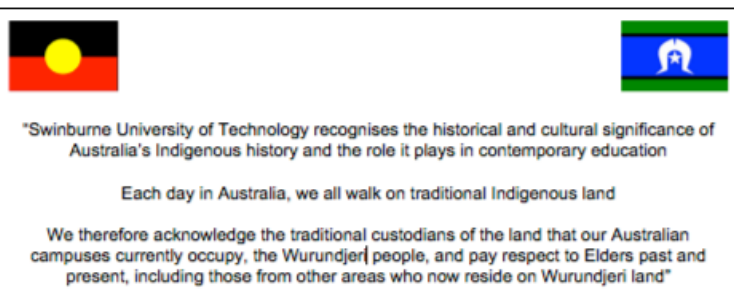 "Swinburne University of Technology recognises the historical and cultural significance of
Australia's Indigenous history and the role it plays in contemporary education
Each day in Australia, we all walk on traditional Indigenous land
We therefore acknowledge the traditional custodians of the land that our Australian
campuses currently occupy, the Wurundjeri people, and pay respect to Elders past and
present, including those from other areas who now reside on Wurundjeri land"